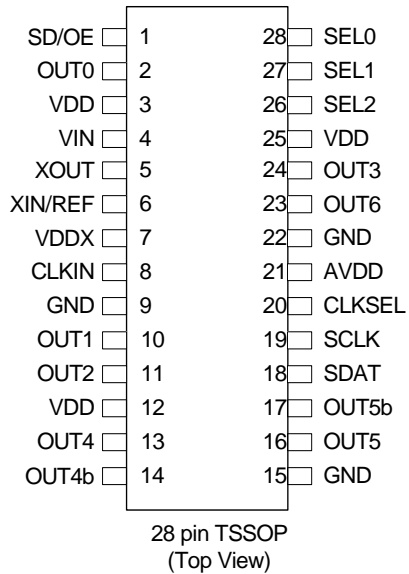 SD/OE 1 28 SEL0
OUT0 2 27 SEL1
VDD 3 26 SEL2
VIN 4 25 VDD
XOUT 5 24 OUT3
XIN/REF 6 23 OUT6
VDDX 7 22 GND
CLKIN 8 21 AVDD
GND 9 20 CLKSEL
OUT1 10 19 SCLK
OUT2 11 18 SDAT
VDD 12 17 OUT5b
OUT4 13 16 OUT5
OUT4b 14 15 GND
28 pin TSSOP
(Top View)